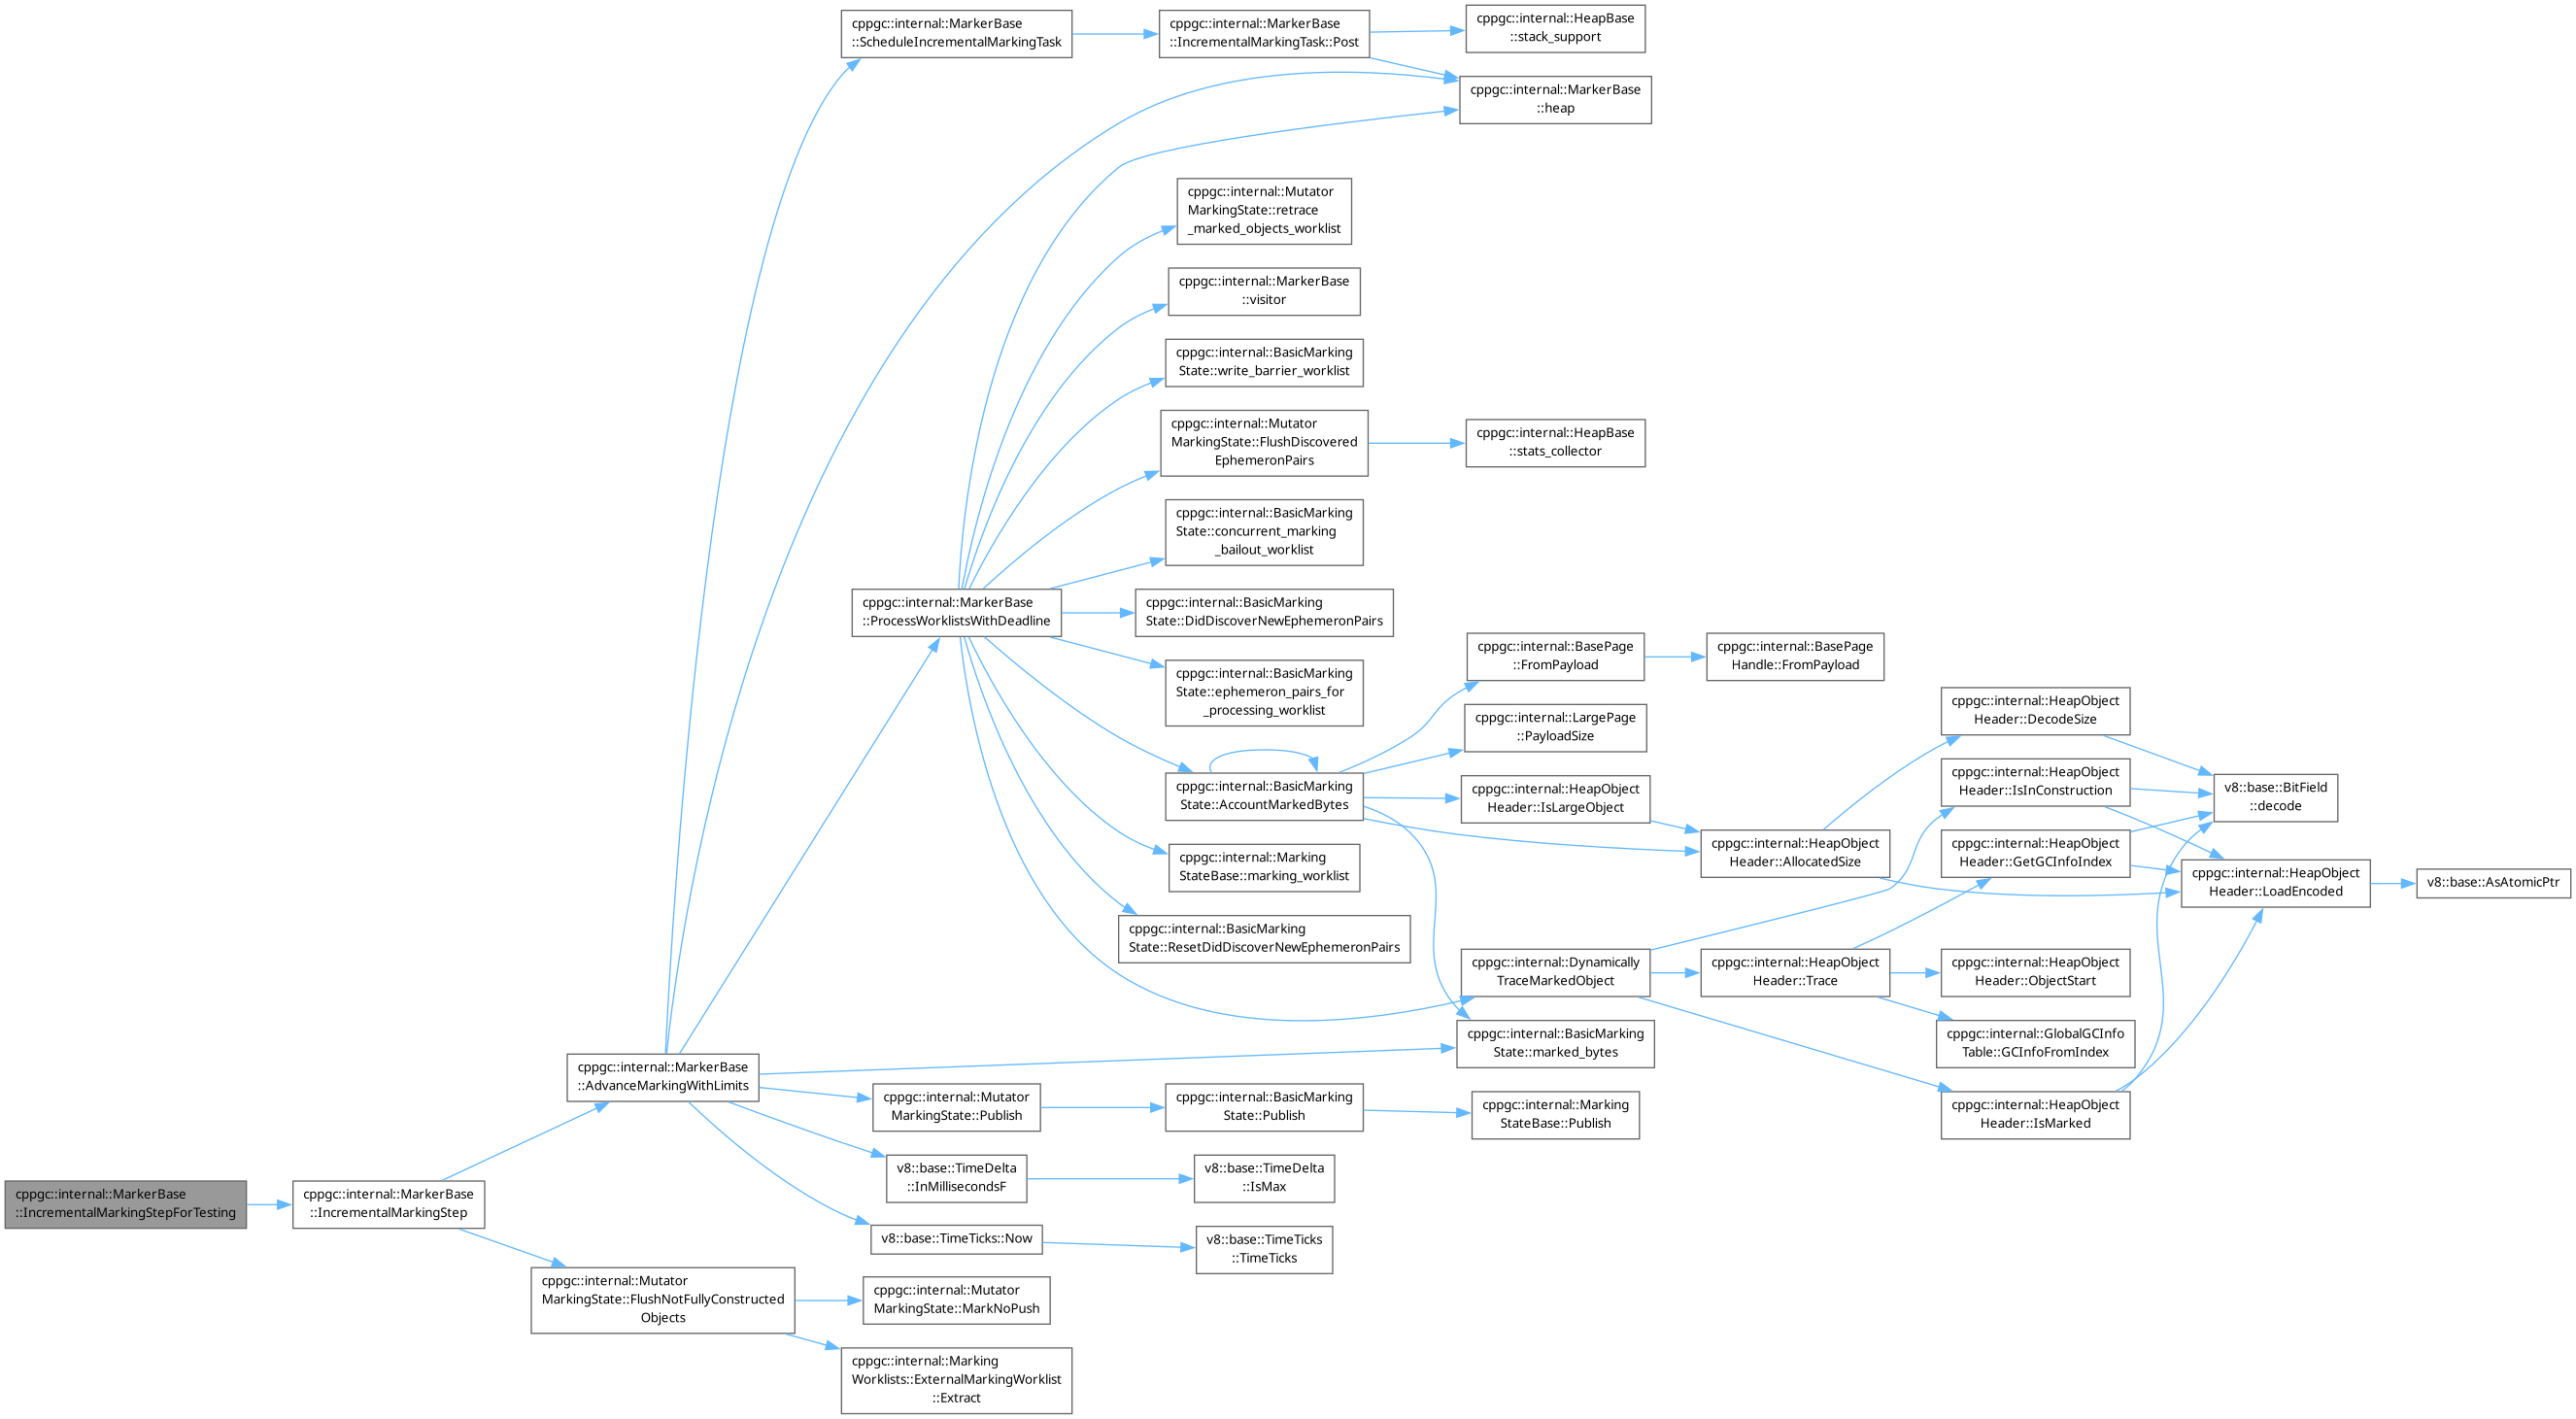 cppgc::internal::MarkerBase
::IncrementalMarkingStepForTesting
cppgc::internal::MarkerBase
::IncrementalMarkingStep
cppgc::internal::MarkerBase
::AdvanceMarkingWithLimits
cppgc::internal::Mutator
MarkingState::FlushNotFullyConstructed
Objects
cppgc::internal::MarkerBase
::ScheduleIncrementalMarkingTask
cppgc::internal::MarkerBase
::ProcessWorklistsWithDeadline
cppgc::internal::Mutator
MarkingState::Publish
v8::base::TimeDelta
::InMillisecondsF
v8::base::TimeTicks::Now
cppgc::internal::Mutator
MarkingState::MarkNoPush
cppgc::internal::Marking
Worklists::ExternalMarkingWorklist
::Extract
cppgc::internal::MarkerBase
::IncrementalMarkingTask::Post
cppgc::internal::Mutator
MarkingState::retrace
_marked_objects_worklist
cppgc::internal::MarkerBase
::visitor
cppgc::internal::BasicMarking
State::write_barrier_worklist
cppgc::internal::Mutator
MarkingState::FlushDiscovered
EphemeronPairs
cppgc::internal::BasicMarking
State::concurrent_marking
_bailout_worklist
cppgc::internal::BasicMarking
State::DidDiscoverNewEphemeronPairs
cppgc::internal::BasicMarking
State::ephemeron_pairs_for
_processing_worklist
cppgc::internal::BasicMarking
State::AccountMarkedBytes
cppgc::internal::Marking
StateBase::marking_worklist
cppgc::internal::BasicMarking
State::ResetDidDiscoverNewEphemeronPairs
cppgc::internal::BasicMarking
State::Publish
v8::base::TimeDelta
::IsMax
v8::base::TimeTicks
::TimeTicks
cppgc::internal::HeapBase
::stack_support
cppgc::internal::MarkerBase
::heap
cppgc::internal::HeapBase
::stats_collector
cppgc::internal::BasePage
::FromPayload
cppgc::internal::LargePage
::PayloadSize
cppgc::internal::HeapObject
Header::IsLargeObject
cppgc::internal::Dynamically
TraceMarkedObject
cppgc::internal::BasicMarking
State::marked_bytes
cppgc::internal::Marking
StateBase::Publish
cppgc::internal::BasePage
Handle::FromPayload
cppgc::internal::HeapObject
Header::AllocatedSize
cppgc::internal::HeapObject
Header::Trace
cppgc::internal::HeapObject
Header::DecodeSize
cppgc::internal::HeapObject
Header::IsInConstruction
cppgc::internal::HeapObject
Header::GetGCInfoIndex
cppgc::internal::HeapObject
Header::ObjectStart
cppgc::internal::GlobalGCInfo
Table::GCInfoFromIndex
cppgc::internal::HeapObject
Header::IsMarked
v8::base::BitField
::decode
cppgc::internal::HeapObject
Header::LoadEncoded
v8::base::AsAtomicPtr